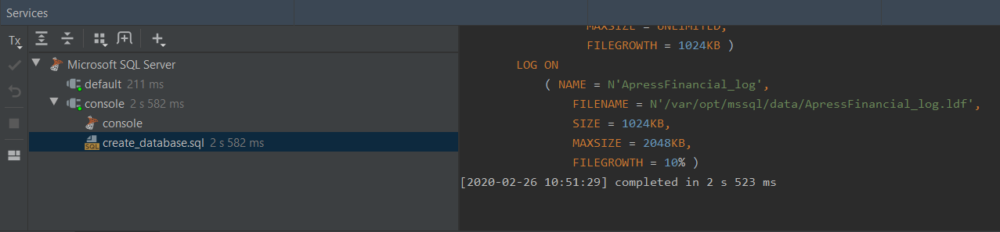 Services
Tx
Microsoft SQL Server
default 211 ms
console 2 s 582 ms
console
SQL create_database.sql 2 s 582 ms
MAXSIZE = UNLIMITED,
FILEGROWTH = 1024KB )
LOG ON
( NAME = N'ApressFinancial_log',
FILENAME = N'/var/opt/mssql/data/ApressFinancial_log.ldf',
SIZE = 1024KB,
MAXSIZE = 2048KB,
FILEGROWTH = 10% )
[2020-02-26 10:51:29] completed in 2 s 523 ms